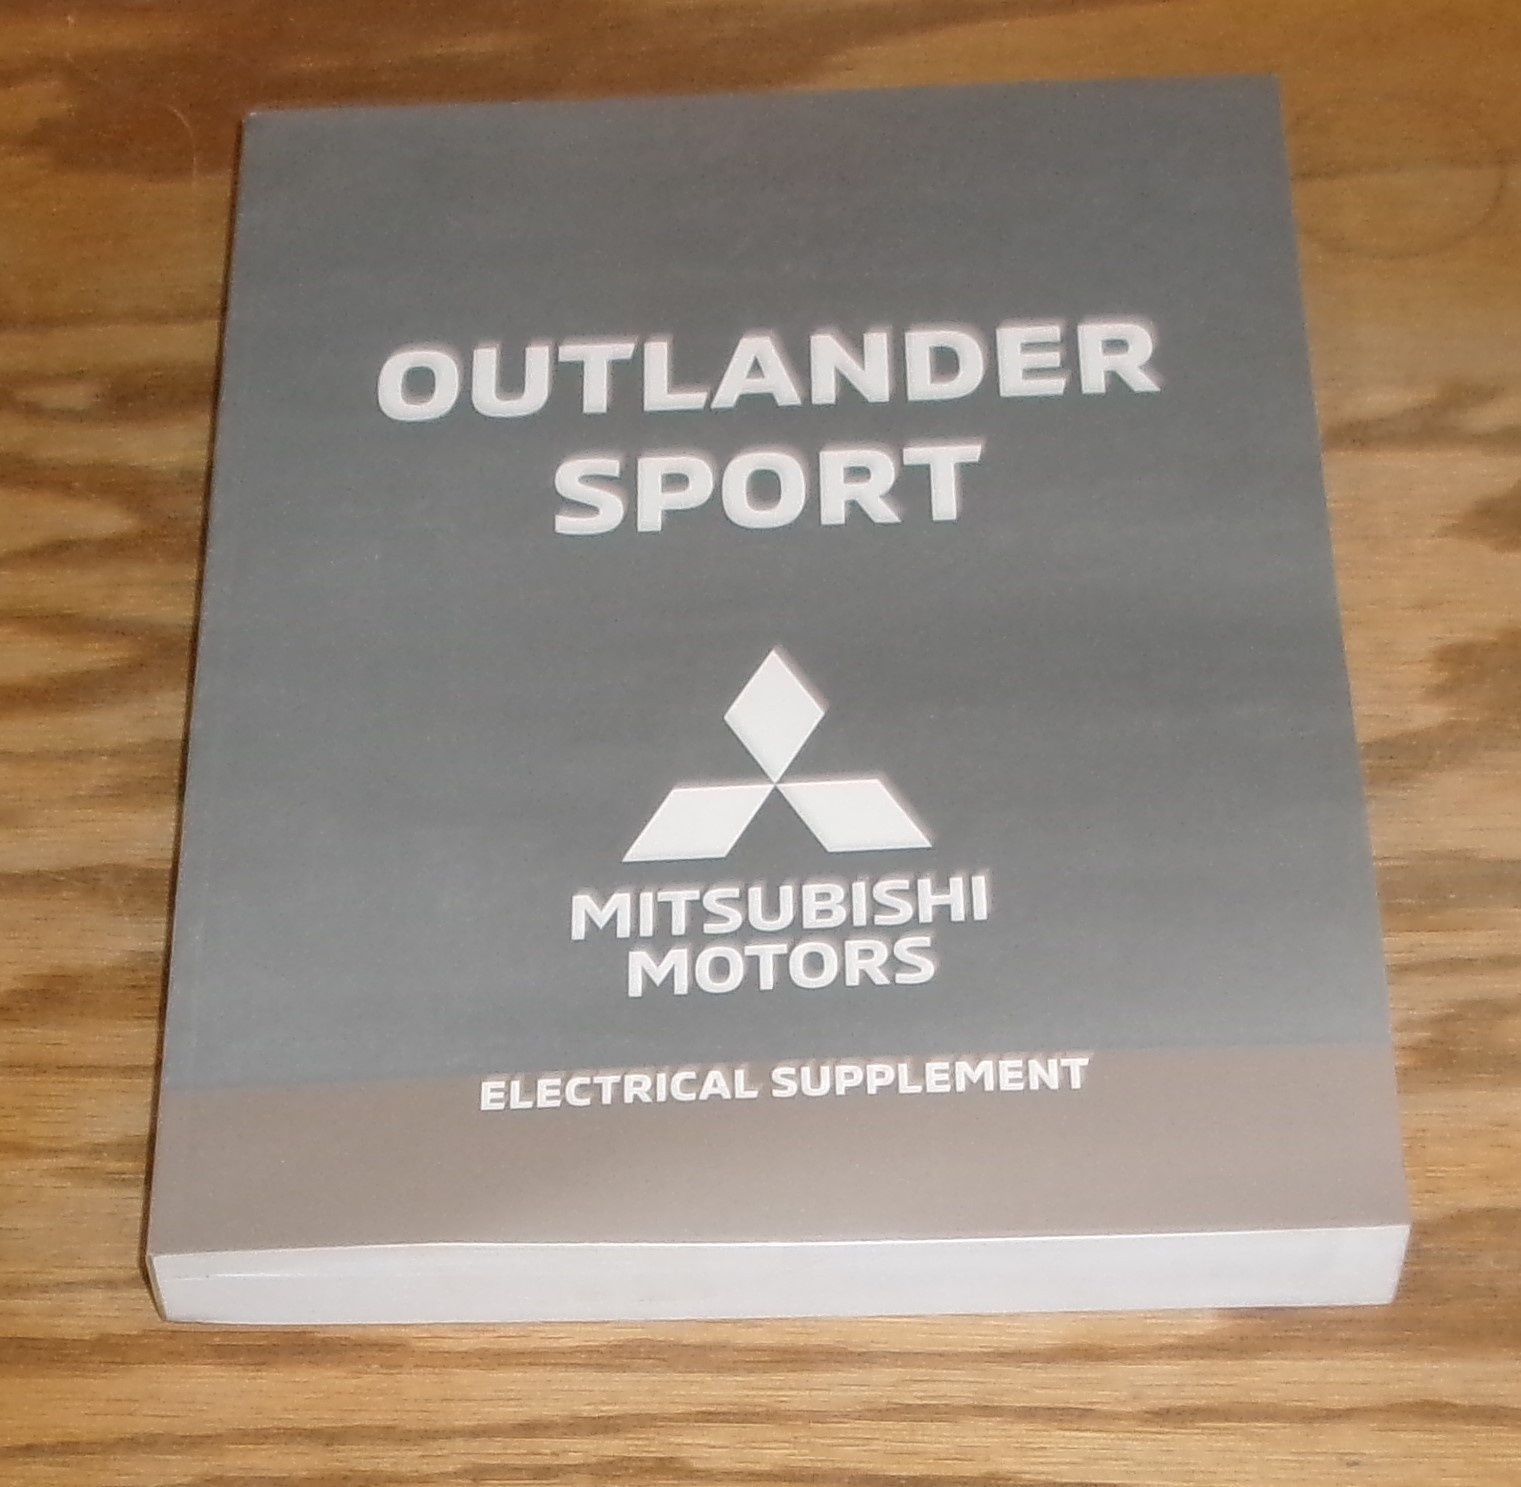 OUTLANDER
SPORT
MITSUBISHI
MOTORS
ELECTRICAL SUPPLEMENT